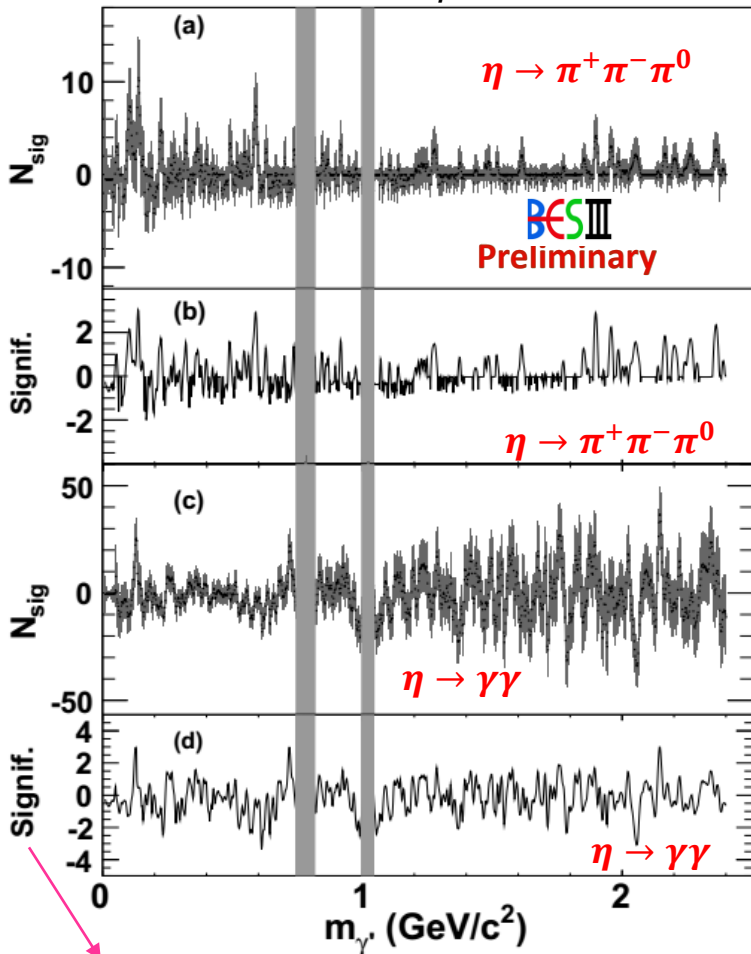 (a)
η → π⁺π⁻π⁰
10
0
-10
N_sig
BESIII
Preliminary
(b)
2
0
-2
Signif.
η → π⁺π⁻π⁰
(c)
50
0
-50
N_sig
η → γγ
(d)
4
2
0
-2
-4
Signif.
η → γγ
0 1 2
m_γ' (GeV/c²)